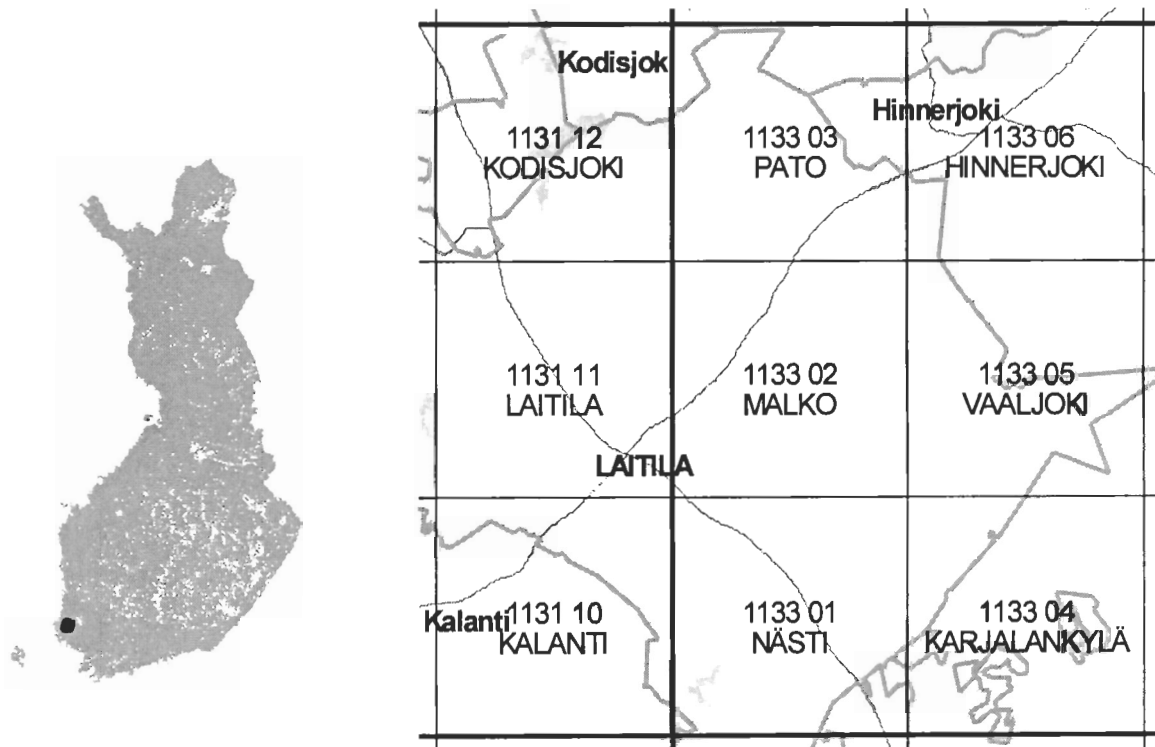 Kodisjok
Hinnerjoki
1131 12
KODISJOKI
1133 03
PATO
1133 06
HINNERJOKI
1131 11
LAITILA
1133 02
MALKO
1133 05
VAALJOKI
LAITILA
Kalanti
1131 10
KALANTI
1133 01
NÄSTI
1133 04
KARJALANKYLÄ